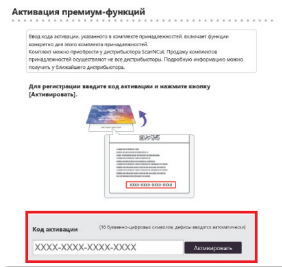 Активация премиум-функций
Ввод кода активации, указанного в комплекте принадлежностей, включает функции
конкретно для этого комплекта принадлежностей.
Комплект можно приобрести у дистрибьютора ScanNCut. Продажу комплектов
принадлежностей осуществляют не все дистрибьюторы. Подробную информацию можно
получить у ближайшего дистрибьютора.
Для регистрации введите код активации и нажмите кнопку
[Активировать].
XXXX-XXXX-XXXX-XXXX
Код активации
(16 буквенно-цифровых символов, дефисы вводятся автоматически)
XXXX-XXXX-XXXX-XXXX
Активировать